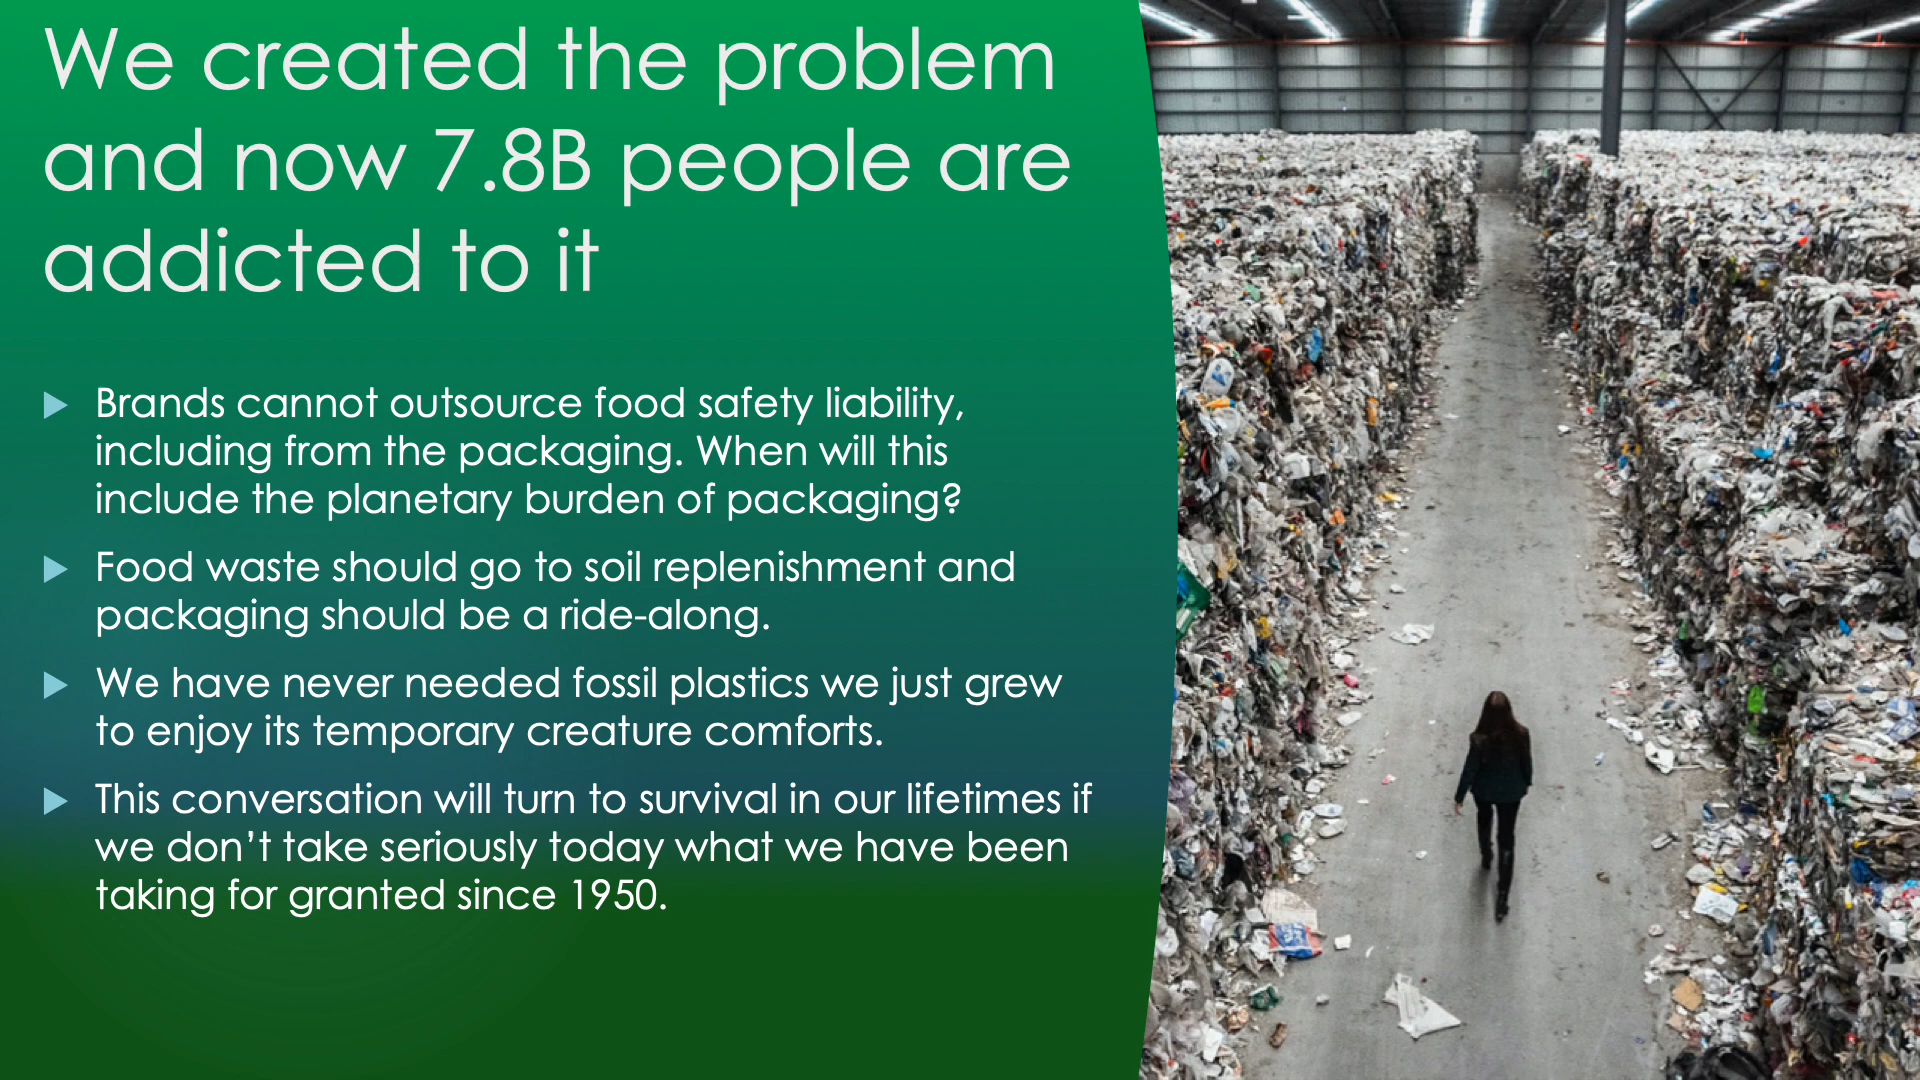 We created the problem
and now 7.8B people are
addicted to it
Brands cannot outsource food safety liability,
including from the packaging. When will this
include the planetary burden of packaging?
Food waste should go to soil replenishment and
packaging should be a ride-along.
We have never needed fossil plastics we just grew
to enjoy its temporary creature comforts.
This conversation will turn to survival in our lifetimes if
we don’t take seriously today what we have been
taking for granted since 1950.